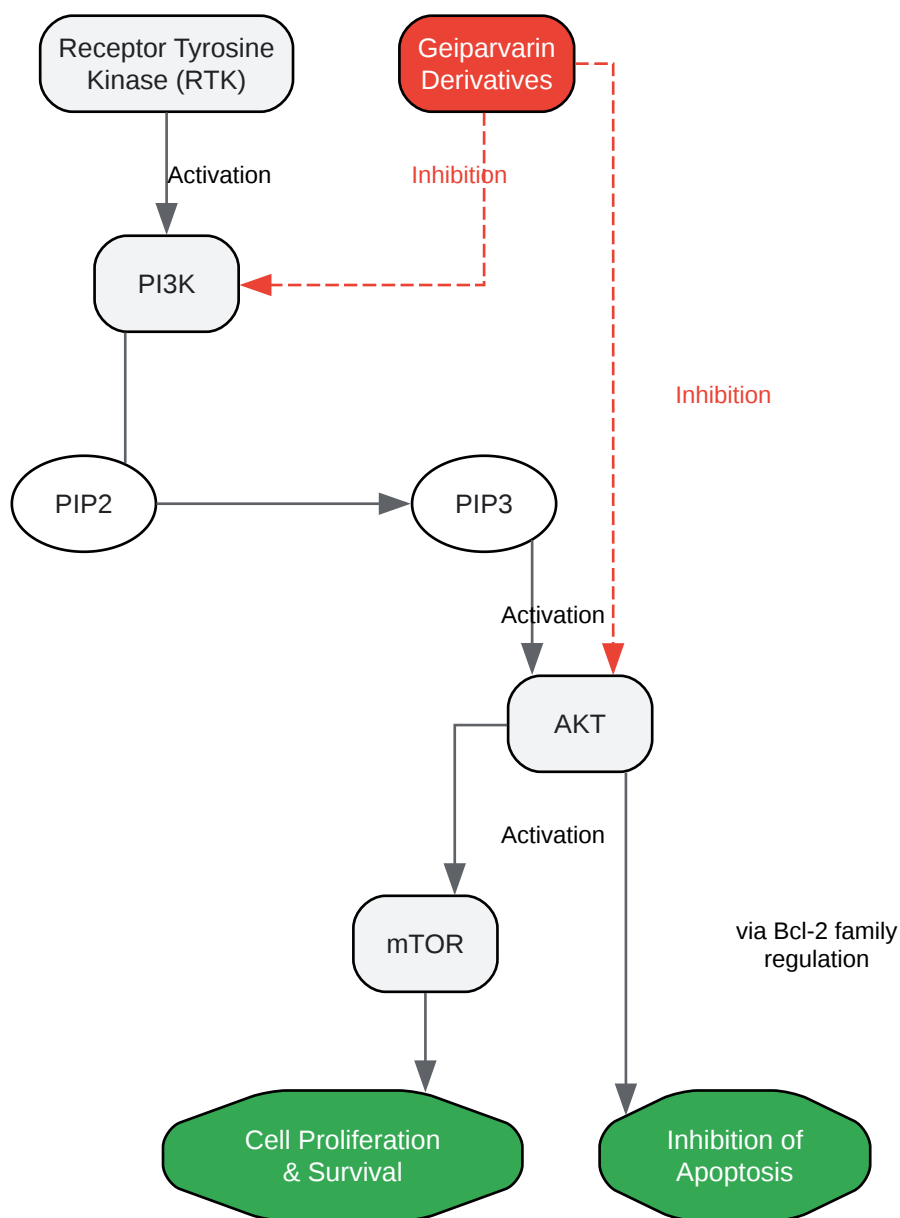 Receptor Tyrosine
Kinase (RTK)
Geiparvarin
Derivatives
Activation
Inhibition
PI3K
Inhibition
PIP2
PIP3
Activation
AKT
Activation
mTOR
via Bcl-2 family
regulation
Cell Proliferation
& Survival
Inhibition of
Apoptosis